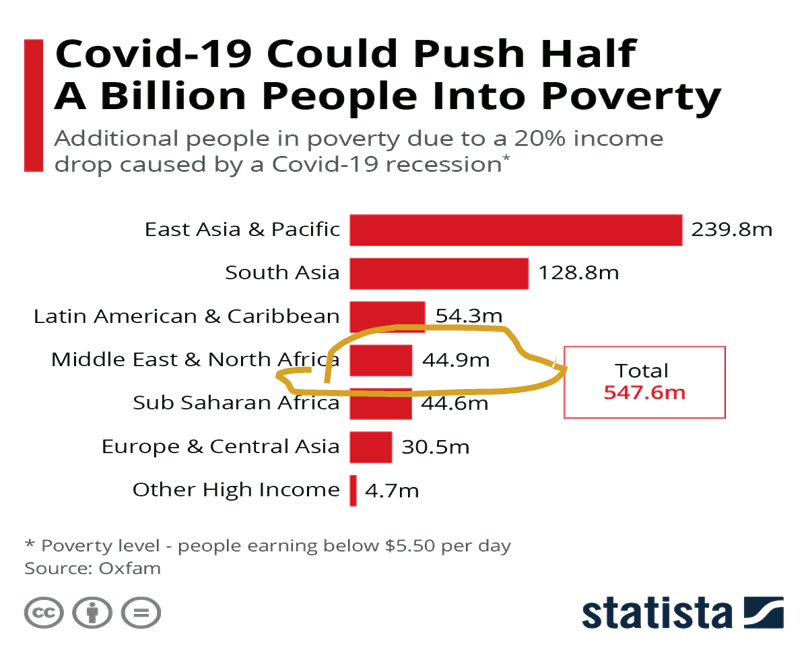 Covid-19 Could Push Half
A Billion People Into Poverty
Additional people in poverty due to a 20% income
drop caused by a Covid-19 recession*
East Asia & Pacific 239.8m
South Asia 128.8m
Latin American & Caribbean 54.3m
Middle East & North Africa 44.9m
Sub Saharan Africa 44.6m
Europe & Central Asia 30.5m
Other High Income 4.7m
Total
547.6m
* Poverty level - people earning below $5.50 per day
Source: Oxfam
cc
statista